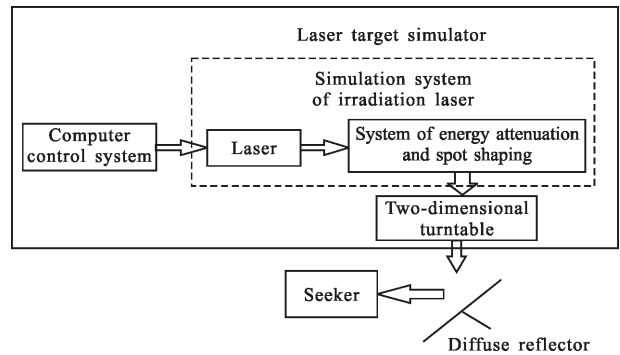 Laser target simulator
Simulation system
of irradiation laser
Computer
control system
Laser
System of energy attenuation
and spot shaping
Two-dimensional
turntable
Seeker
Diffuse reflector